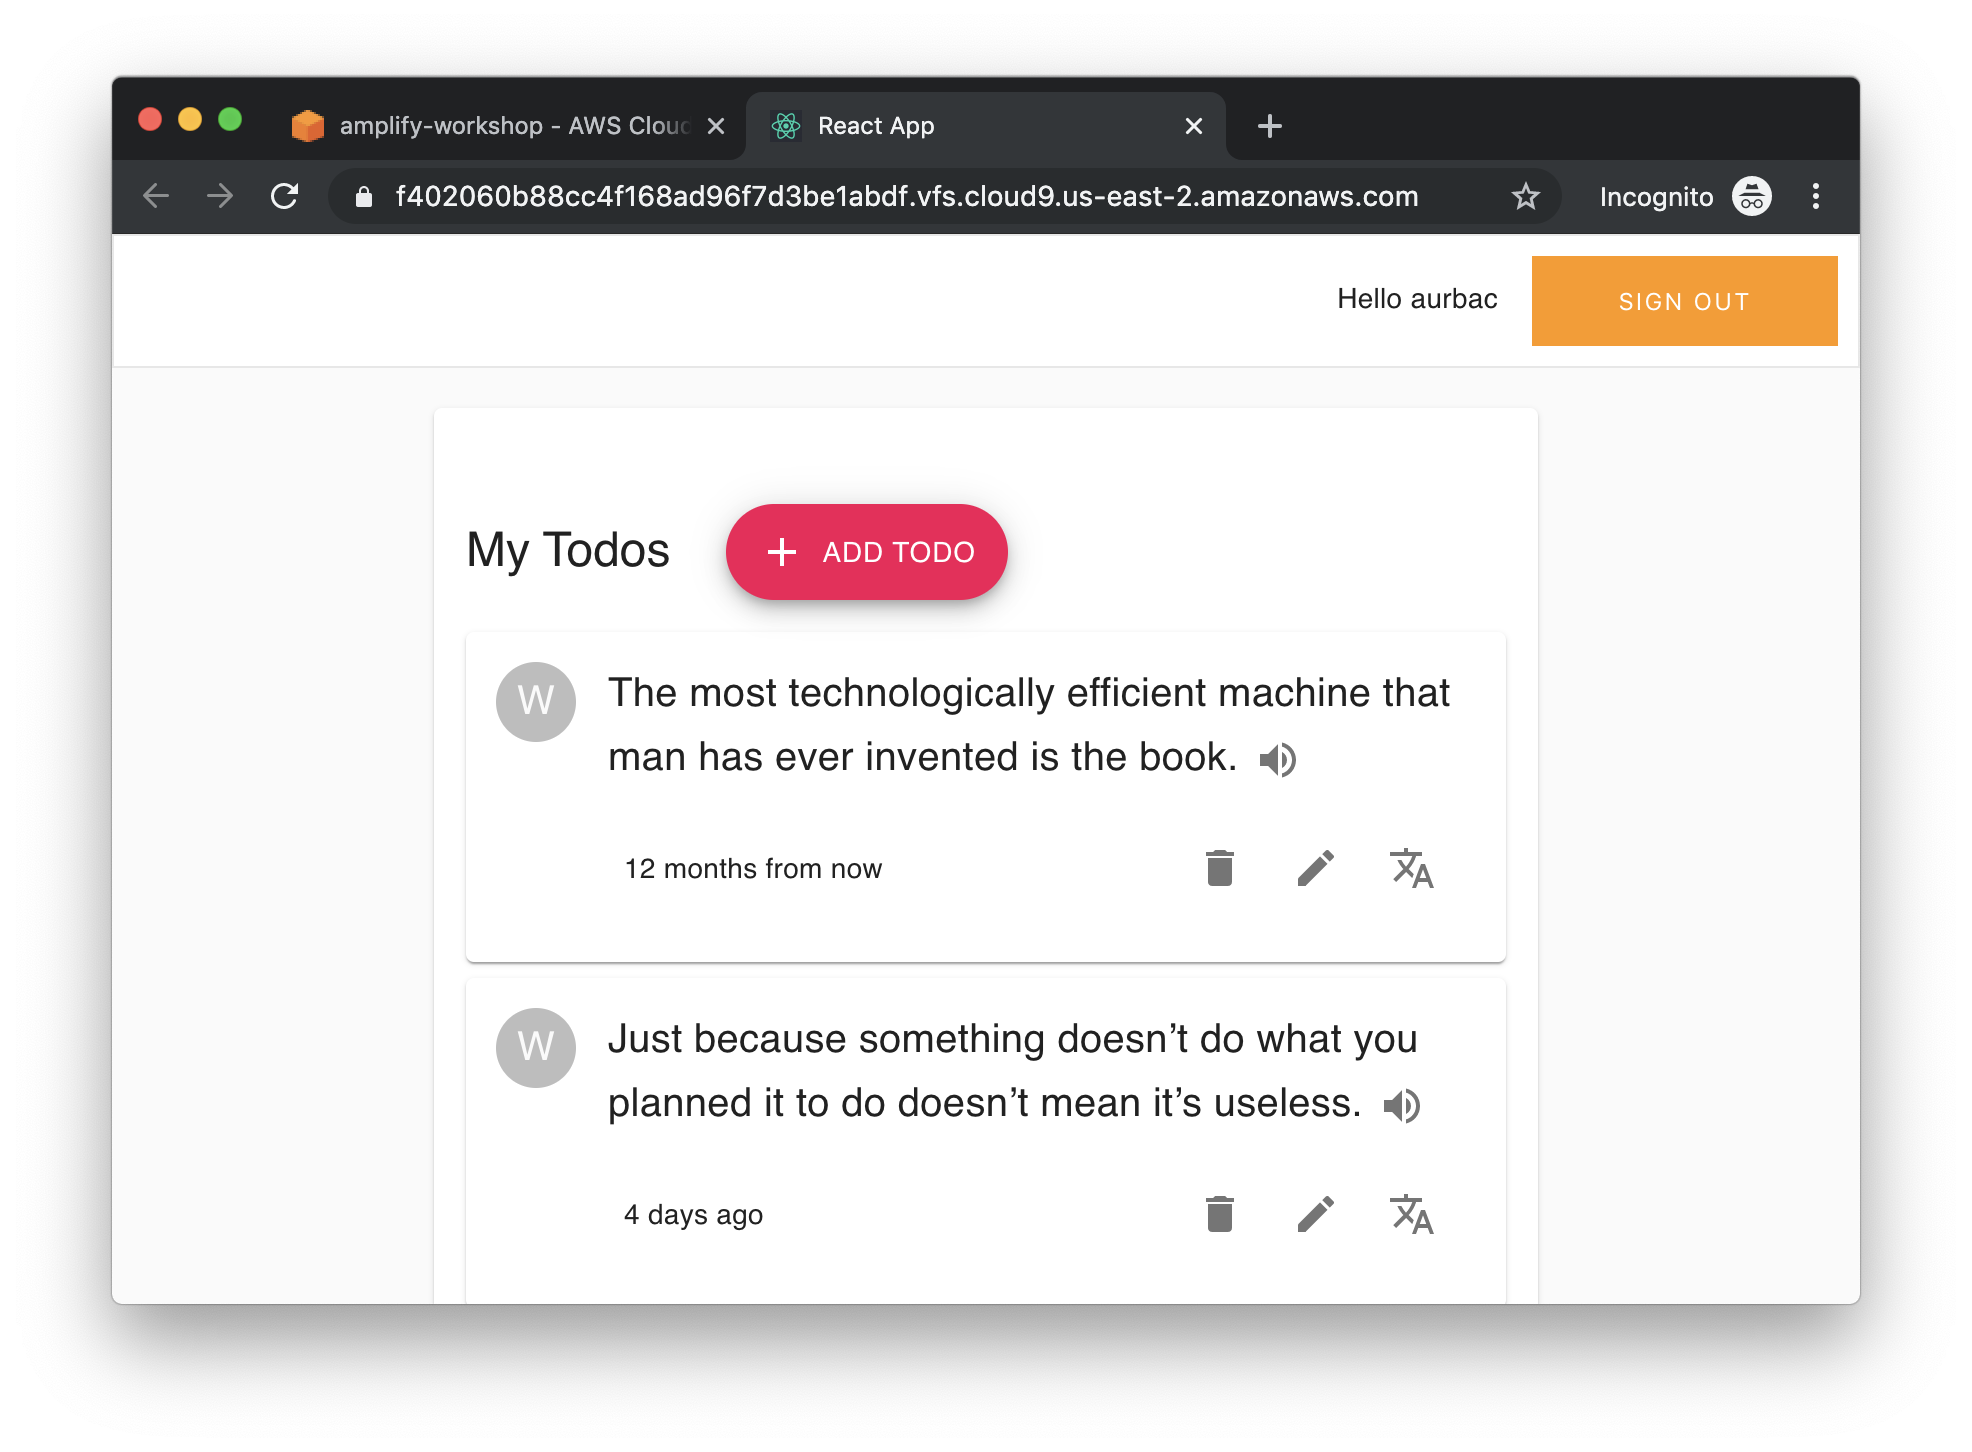 amplify-workshop - AWS Cloud
React App
f402060b88cc4f168ad96f7d3be1abdf.vfs.cloud9.us-east-2.amazonaws.com
Incognito
Hello aurbac
SIGN OUT
My Todos
ADD TODO
W
The most technologically efficient machine that
man has ever invented is the book.
12 months from now
W
Just because something doesn’t do what you
planned it to do doesn’t mean it’s useless.
4 days ago